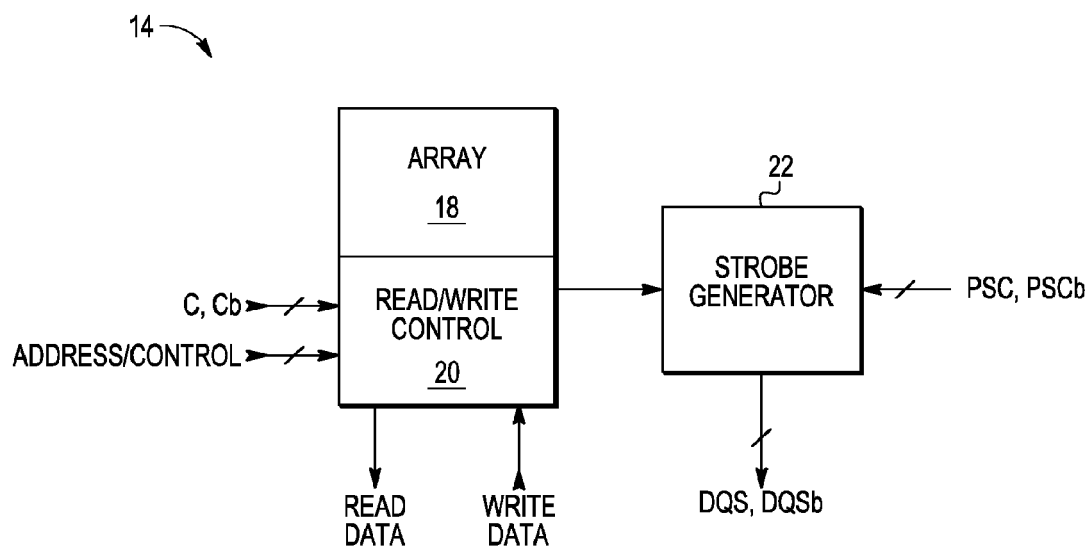 14
ARRAY
18
22
STROBE
GENERATOR
PSC, PSCb
C, Cb
READ/WRITE
CONTROL
ADDRESS/CONTROL
20
READ
DATA
WRITE
DATA
DQS, DQSb